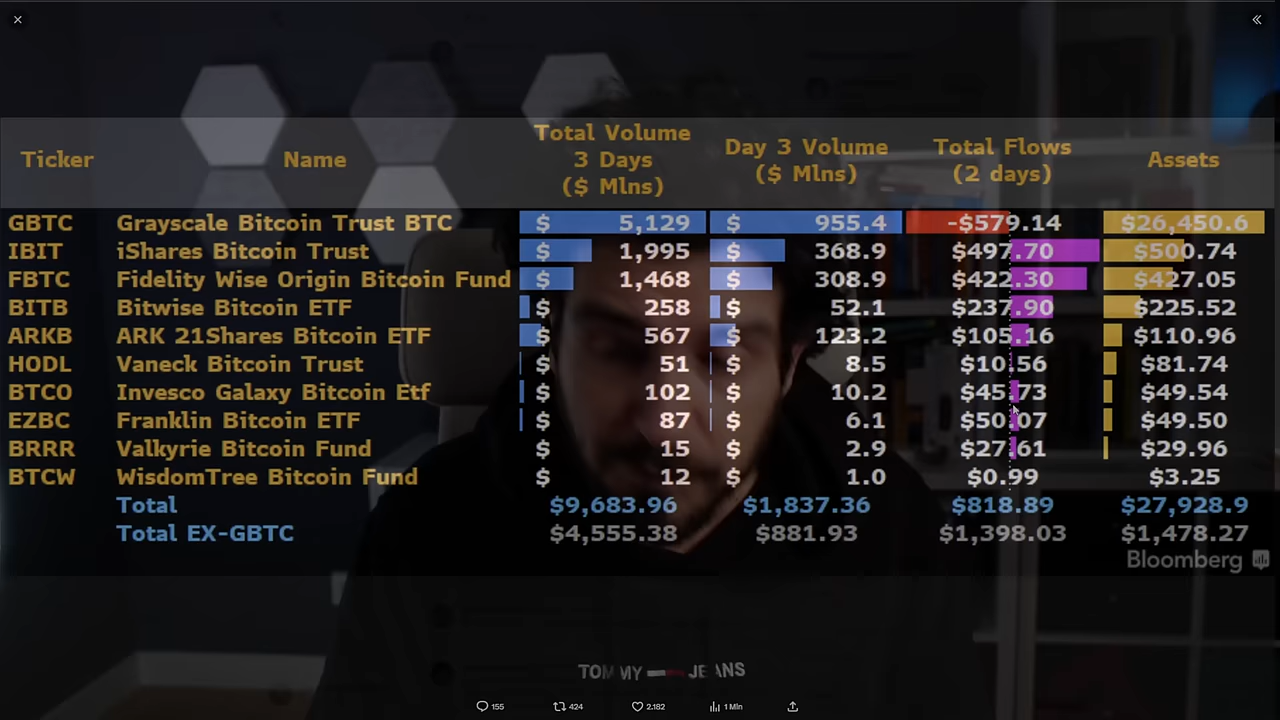 Ticker Name Total Volume 3 Days ($ Mlns) Day 3 Volume ($ Mlns) Total Flows (2 days) Assets
GBTC Grayscale Bitcoin Trust BTC $ 5,129 $ 955.4 -$579.14 $26,450.6
IBIT iShares Bitcoin Trust $ 1,995 $ 368.9 $497.70 $500.74
FBTC Fidelity Wise Origin Bitcoin Fund $ 1,468 $ 308.9 $422.30 $427.05
BITB Bitwise Bitcoin ETF $ 258 $ 52.1 $237.90 $225.52
ARKB ARK 21Shares Bitcoin ETF $ 567 $ 123.2 $105.16 $110.96
HODL Vaneck Bitcoin Trust $ 51 $ 8.5 $10.56 $81.74
BTCO Invesco Galaxy Bitcoin Etf $ 102 $ 10.2 $45.73 $49.54
EZBC Franklin Bitcoin ETF $ 87 $ 6.1 $50.07 $49.50
BRRR Valkyrie Bitcoin Fund $ 15 $ 2.9 $27.61 $29.96
BTCW WisdomTree Bitcoin Fund $ 12 $ 1.0 $0.99 $3.25
Total $9,683.96 $1,837.36 $818.89 $27,928.9
Total EX-GBTC $4,555.38 $881.93 $1,398.03 $1,478.27
Bloomberg
TOMMY JEANS
155 424 2.182 1 Mln